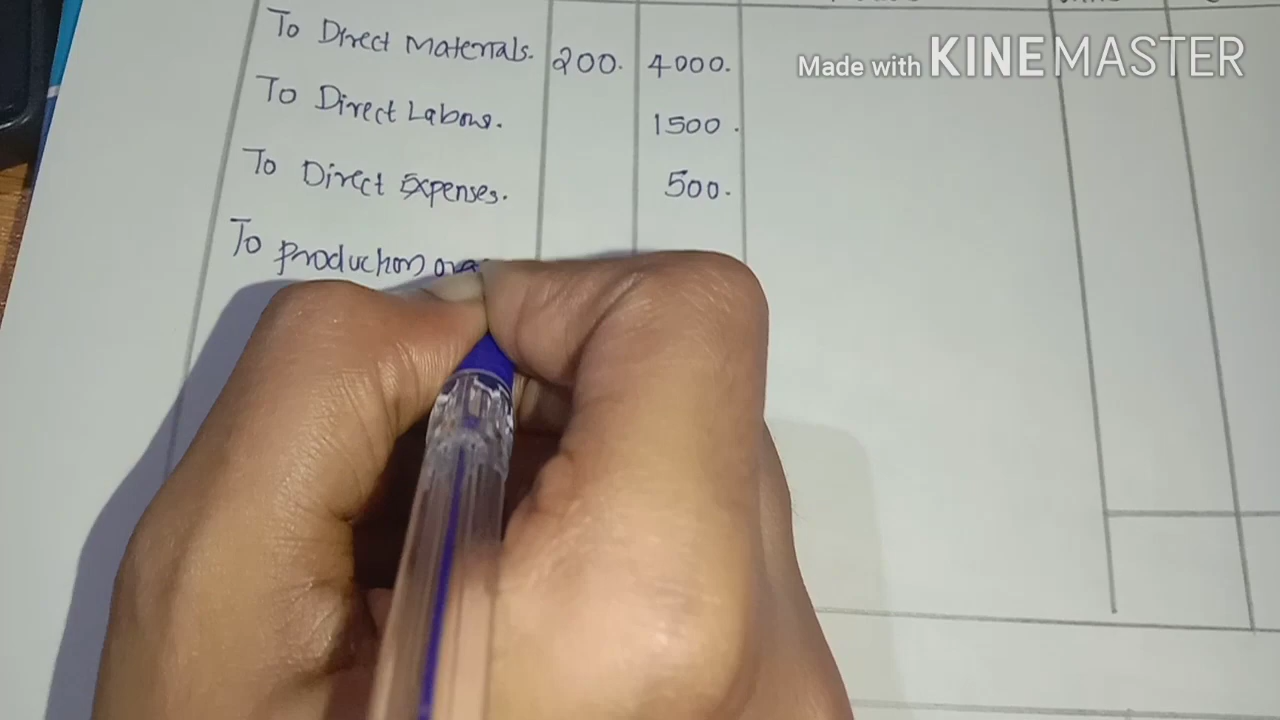 Made with KINEMASTER
To Direct Materials. 200. 4000.
To Direct Labour. 1500.
To Direct Expenses. 500.
To production